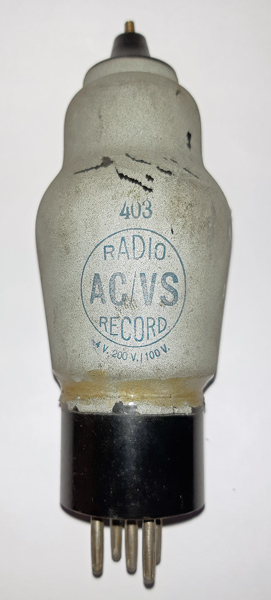 403
RADIO
AC/VS
RECORD
4 V. 200 V./100 V.